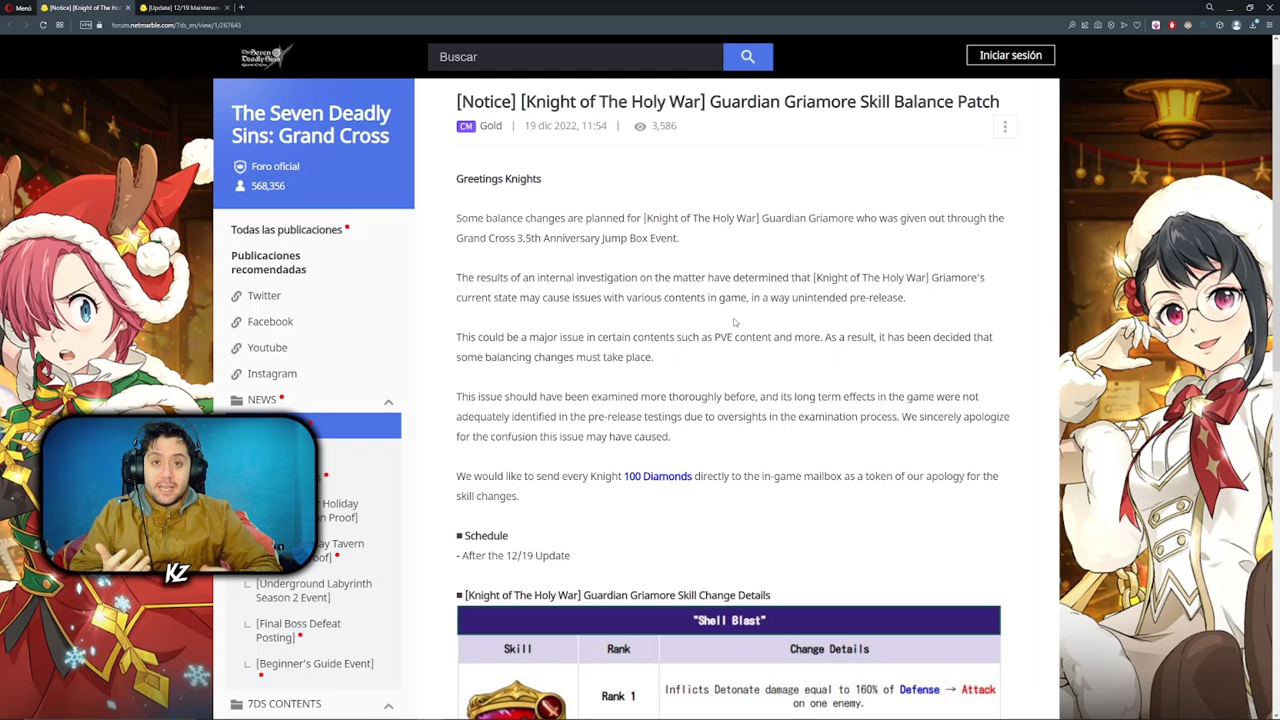 Menú
[Notice] [Knight of The Hol
[Update] 12/19 Maintenan
VPN
forum.netmarble.com/7ds_en/view/1/267643
The Seven
Deadly Sins
GRAND CROSS
Buscar
Iniciar sesión
The Seven Deadly
Sins: Grand Cross
Foro oficial
568,356
Todas las publicaciones
Publicaciones
recomendadas
Twitter
Facebook
Youtube
Instagram
NEWS
Holiday
n Proof]
ay Tavern
oof]
[Underground Labyrinth
Season 2 Event]
[Final Boss Defeat
Posting]
[Beginner's Guide Event]
7DS CONTENTS
KZ
[Notice] [Knight of The Holy War] Guardian Griamore Skill Balance Patch
CM Gold | 19 dic 2022, 11:54 | 3,586
Greetings Knights
Some balance changes are planned for [Knight of The Holy War] Guardian Griamore who was given out through the
Grand Cross 3.5th Anniversary Jump Box Event.
The results of an internal investigation on the matter have determined that [Knight of The Holy War] Griamore's
current state may cause issues with various contents in game, in a way unintended pre-release.
This could be a major issue in certain contents such as PVE content and more. As a result, it has been decided that
some balancing changes must take place.
This issue should have been examined more thoroughly before, and its long term effects in the game were not
adequately identified in the pre-release testings due to oversights in the examination process. We sincerely apologize
for the confusion this issue may have caused.
We would like to send every Knight 100 Diamonds directly to the in-game mailbox as a token of our apology for the
skill changes.
■ Schedule
- After the 12/19 Update
■ [Knight of The Holy War] Guardian Griamore Skill Change Details
"Shell Blast"
Skill Rank Change Details
Rank 1 Inflicts Detonate damage equal to 160% of Defense → Attack
on one enemy.